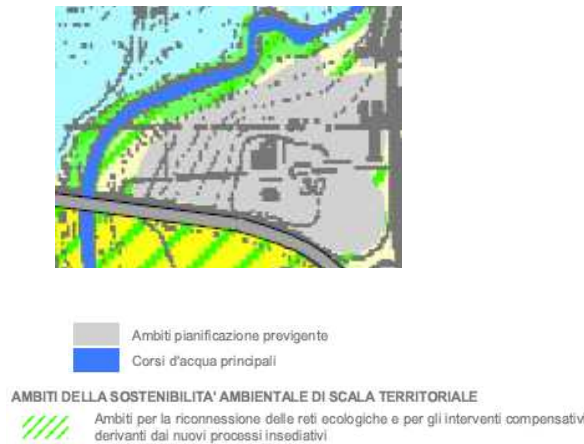 30
Ambiti pianificazione previgente
Corsi d'acqua principali
AMBITI DELLA SOSTENIBILITA' AMBIENTALE DI SCALA TERRITORIALE
Ambiti per la riconnessione delle reti ecologiche e per gli interventi compensativi
derivanti dai nuovi processi insediativi